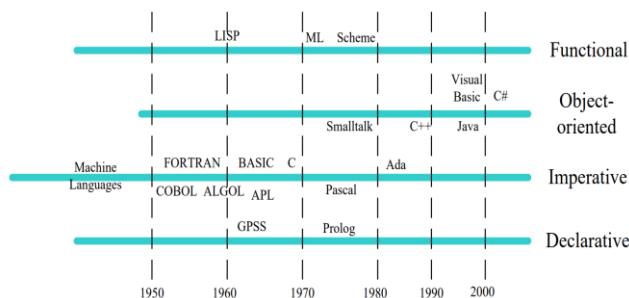 LISP
ML
Scheme
Functional
Visual
Basic
C#
Object-
oriented
Smalltalk
C++
Java
Machine
Languages
FORTRAN
BASIC
C
Ada
Imperative
COBOL
ALGOL
APL
Pascal
GPSS
Prolog
Declarative
1950
1960
1970
1980
1990
2000